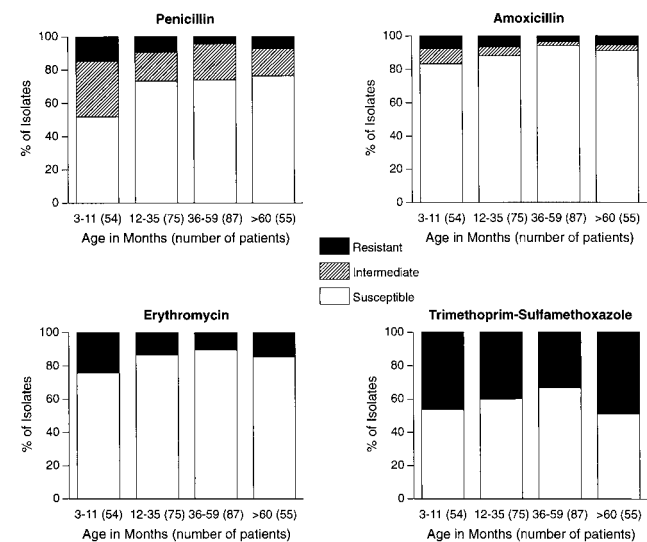 Penicillin
100
80
60
40
20
0
% of Isolates
3-11 (54) 12-35 (75) 36-59 (87) >60 (55)
Age in Months (number of patients)
Amoxicillin
100
80
60
40
20
0
% of Isolates
3-11 (54) 12-35 (75) 36-59 (87) >60 (55)
Age in Months (number of patients)
Resistant
Intermediate
Susceptible
Erythromycin
100
80
60
40
20
0
% of Isolates
3-11 (54) 12-35 (75) 36-59 (87) >60 (55)
Age in Months (number of patients)
Trimethoprim-Sulfamethoxazole
100
80
60
40
20
0
% of Isolates
3-11 (54) 12-35 (75) 36-59 (87) >60 (55)
Age in Months (number of patients)